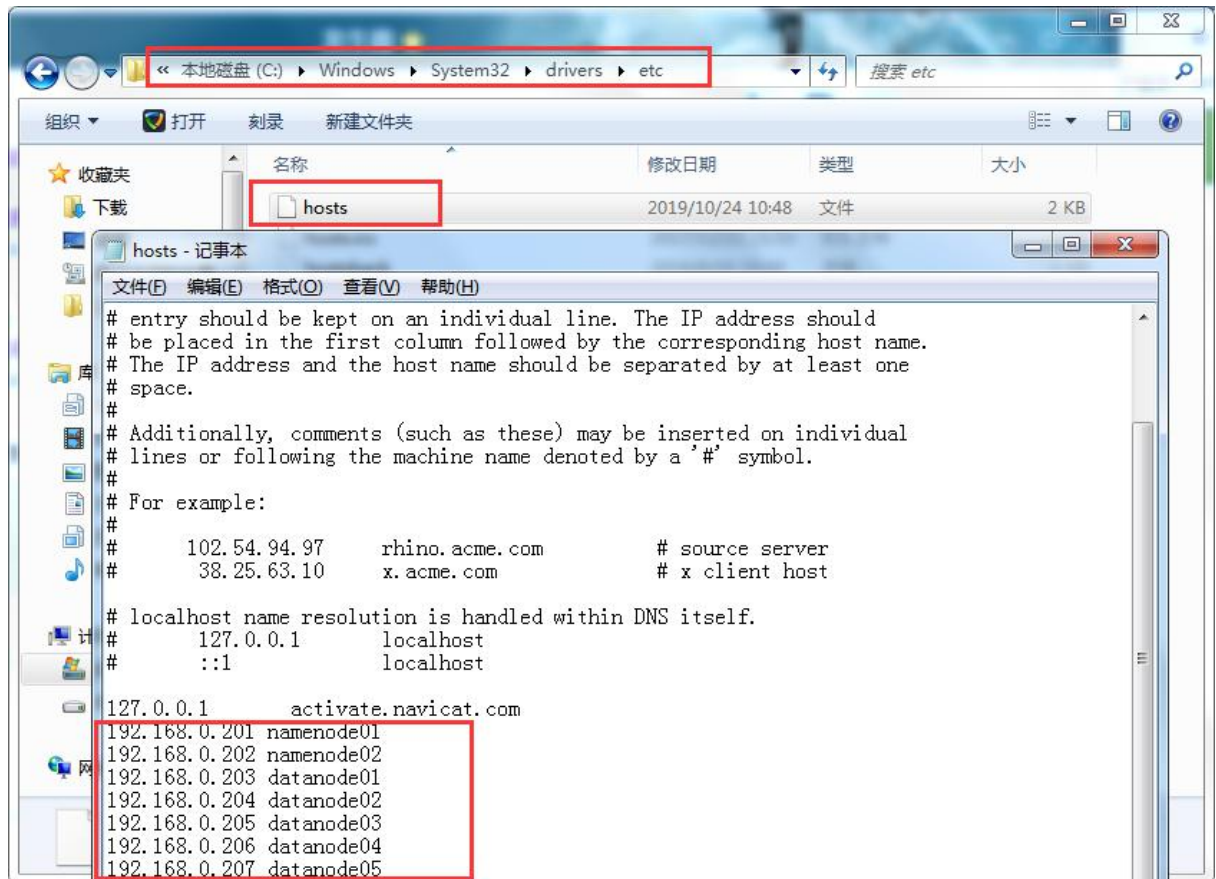 « 本地磁盘 (C:) ▸ Windows ▸ System32 ▸ drivers ▸ etc
搜索 etc
组织 打开 刻录 新建文件夹
收藏夹 名称 修改日期 类型 大小
下载 hosts 2019/10/24 10:48 文件 2 KB
hosts - 记事本
文件(F) 编辑(E) 格式(O) 查看(V) 帮助(H)
# entry should be kept on an individual line. The IP address should
# be placed in the first column followed by the corresponding host name.
库
# The IP address and the host name should be separated by at least one
# space.
#
# Additionally, comments (such as these) may be inserted on individual
# lines or following the machine name denoted by a '#' symbol.
#
# For example:
#
# 102.54.94.97 rhino.acme.com # source server
# 38.25.63.10 x.acme.com # x client host
# localhost name resolution is handled within DNS itself.
计
# 127.0.0.1 localhost
# ::1 localhost
127.0.0.1 activate.navicat.com
192.168.0.201 namenode01
192.168.0.202 namenode02
网
192.168.0.203 datanode01
192.168.0.204 datanode02
192.168.0.205 datanode03
192.168.0.206 datanode04
192.168.0.207 datanode05